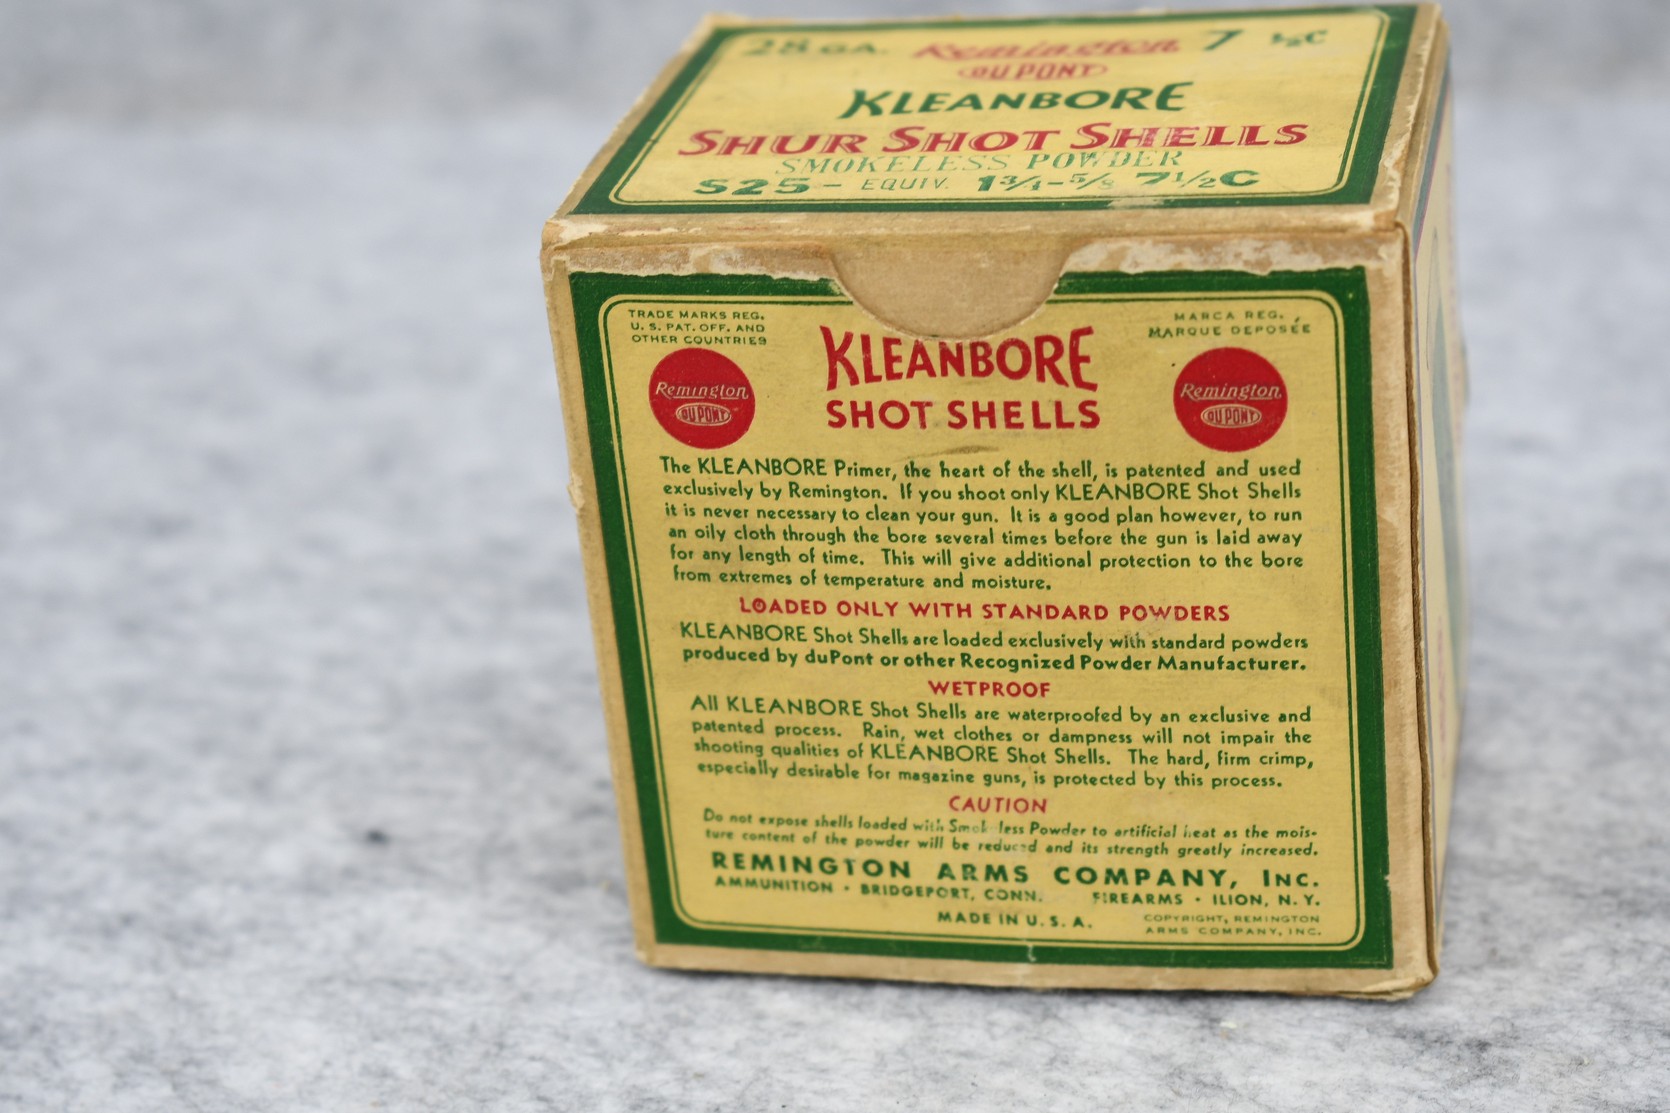 28 GA. Remington 7 ½C
DU PONT
KLEANBORE
SHUR SHOT SHELLS
SMOKELESS POWDER
S25 - EQUIV. 1¾-⅝ 7½C
TRADE MARKS REG.
U. S. PAT. OFF. AND
OTHER COUNTRIES
MARCA REG.
MARQUE DEPOSÉE
Remington
DU PONT
KLEANBORE
SHOT SHELLS
Remington
DU PONT
The KLEANBORE Primer, the heart of the shell, is patented and used
exclusively by Remington. If you shoot only KLEANBORE Shot Shells
it is never necessary to clean your gun. It is a good plan however, to run
an oily cloth through the bore several times before the gun is laid away
for any length of time. This will give additional protection to the bore
from extremes of temperature and moisture.
LOADED ONLY WITH STANDARD POWDERS
KLEANBORE Shot Shells are loaded exclusively with standard powders
produced by duPont or other Recognized Powder Manufacturer.
WETPROOF
All KLEANBORE Shot Shells are waterproofed by an exclusive and
patented process. Rain, wet clothes or dampness will not impair the
shooting qualities of KLEANBORE Shot Shells. The hard, firm crimp,
especially desirable for magazine guns, is protected by this process.
CAUTION
Do not expose shells loaded with Smokeless Powder to artificial heat as the mois-
ture content of the powder will be reduced and its strength greatly increased.
REMINGTON ARMS COMPANY, INC.
AMMUNITION · BRIDGEPORT, CONN. FIREARMS · ILION, N. Y.
MADE IN U. S. A.
COPYRIGHT, REMINGTON
ARMS COMPANY, INC.